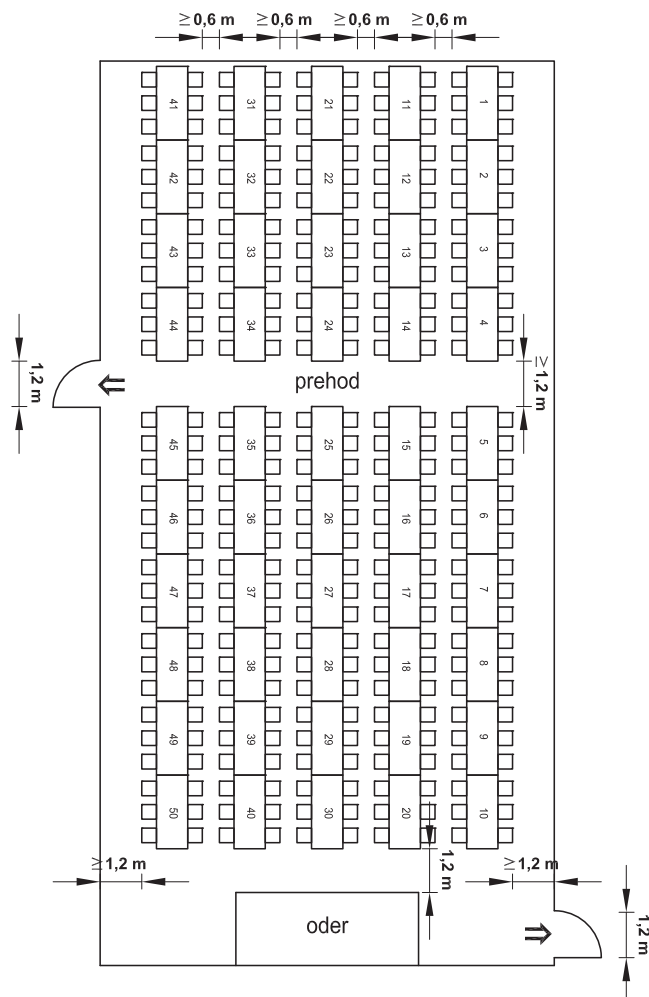 ≥ 0,6 m ≥ 0,6 m ≥ 0,6 m ≥ 0,6 m
41 31 21 11 1
42 32 22 12 2
43 33 23 13 3
44 34 24 14 4
1,2 m prehod ≥ 1,2 m
45 35 25 15 5
46 36 26 16 6
47 37 27 17 7
48 38 28 18 8
49 39 29 19 9
50 40 30 20 10
≥ 1,2 m 1,2 m ≥ 1,2 m
oder 1,2 m